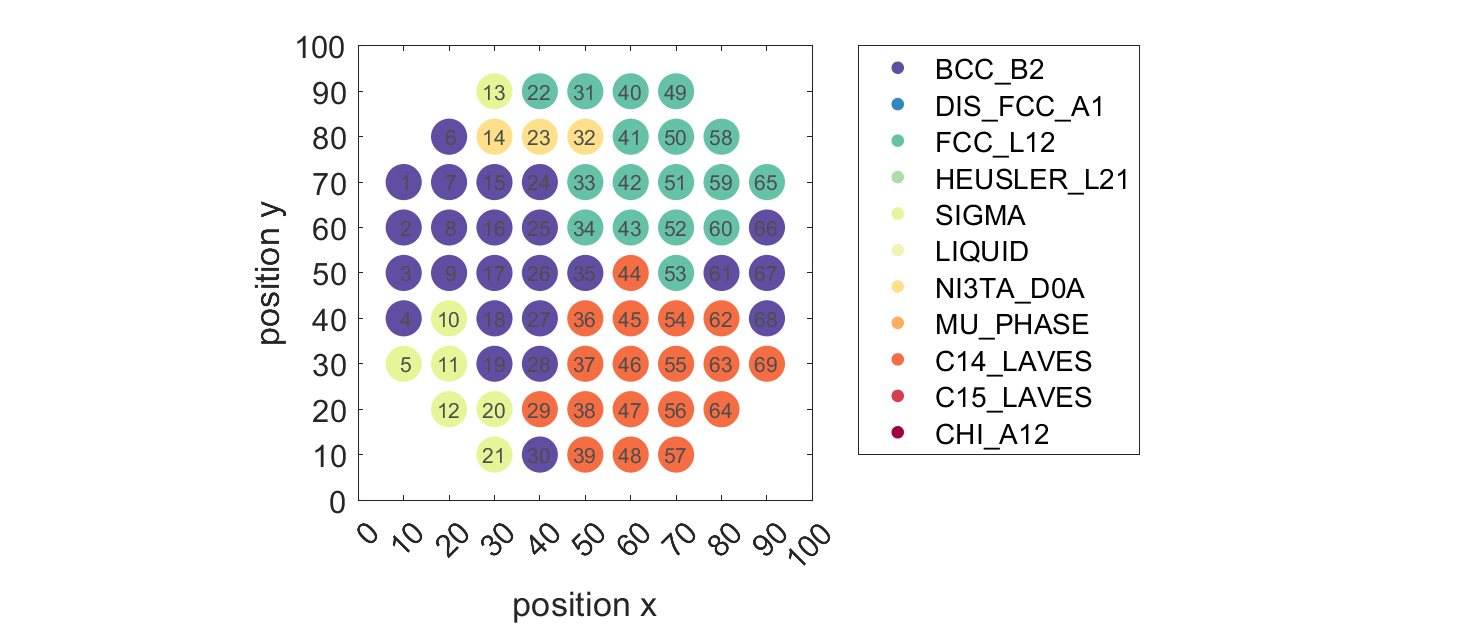 100
90
80
70
60
50
40
30
20
10
0
position y
13 22 31 40 49
6 14 23 32 41 50 58
1 7 15 24 33 42 51 59 65
2 8 16 25 34 43 52 60 66
3 9 17 26 35 44 53 61 67
4 10 18 27 36 45 54 62 68
5 11 19 28 37 46 55 63 69
12 20 29 38 47 56 64
21 30 39 48 57
0 10 20 30 40 50 60 70 80 90 100
position x
BCC_B2
DIS_FCC_A1
FCC_L12
HEUSLER_L21
SIGMA
LIQUID
NI3TA_D0A
MU_PHASE
C14_LAVES
C15_LAVES
CHI_A12